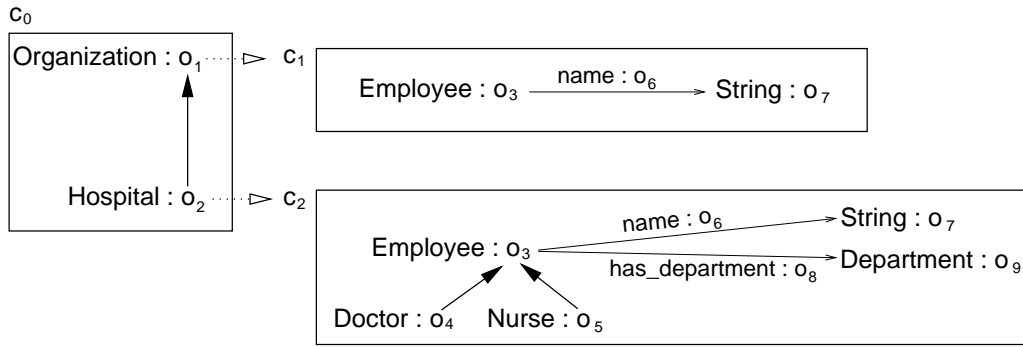 c0
Organization : o1
c1
Employee : o3
name : o6
String : o7
Hospital : o2
c2
name : o6
String : o7
Employee : o3
has_department : o8
Department : o9
Doctor : o4
Nurse : o5